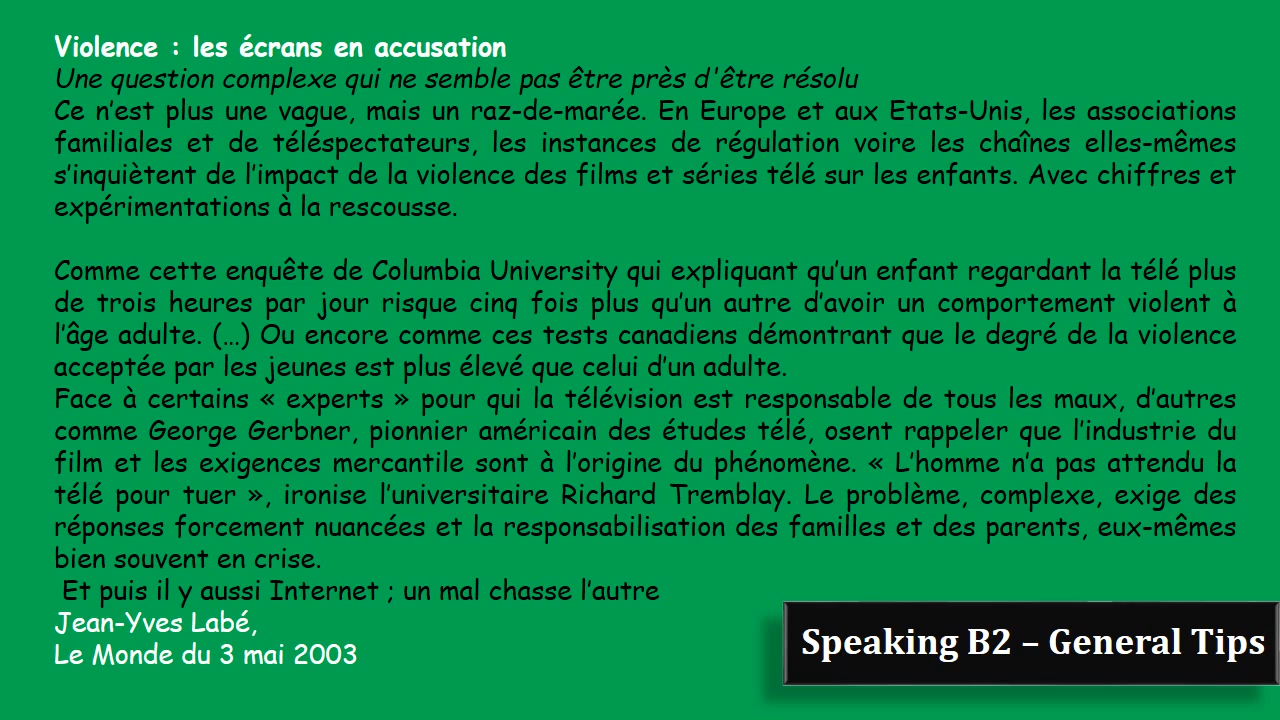 Violence : les écrans en accusation
Une question complexe qui ne semble pas être près d'être résolu
Ce n’est plus une vague, mais un raz-de-marée. En Europe et aux Etats-Unis, les associations
familiales et de téléspectateurs, les instances de régulation voire les chaînes elles-mêmes
s’inquiètent de l’impact de la violence des films et séries télé sur les enfants. Avec chiffres et
expérimentations à la rescousse.
Comme cette enquête de Columbia University qui expliquant qu’un enfant regardant la télé plus
de trois heures par jour risque cinq fois plus qu’un autre d’avoir un comportement violent à
l’âge adulte. (…) Ou encore comme ces tests canadiens démontrant que le degré de la violence
acceptée par les jeunes est plus élevé que celui d’un adulte.
Face à certains « experts » pour qui la télévision est responsable de tous les maux, d’autres
comme George Gerbner, pionnier américain des études télé, osent rappeler que l’industrie du
film et les exigences mercantile sont à l’origine du phénomène. « L’homme n’a pas attendu la
télé pour tuer », ironise l’universitaire Richard Tremblay. Le problème, complexe, exige des
réponses forcement nuancées et la responsabilisation des familles et des parents, eux-mêmes
bien souvent en crise.
Et puis il y aussi Internet ; un mal chasse l’autre
Jean-Yves Labé,
Le Monde du 3 mai 2003
Speaking B2 – General Tips